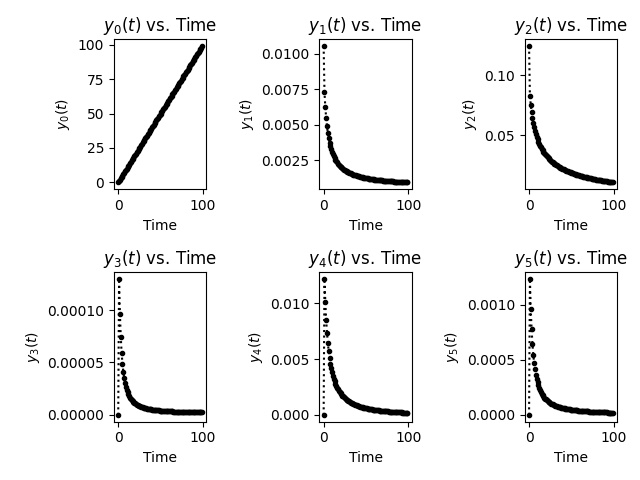 y₀(t) vs. Time
100
75
50
25
0
y₀(t)
0 100
Time
y₁(t) vs. Time
0.0100
0.0075
0.0050
0.0025
y₁(t)
0 100
Time
y₂(t) vs. Time
0.10
0.05
y₂(t)
0 100
Time
y₃(t) vs. Time
0.00010
0.00005
0.00000
y₃(t)
0 100
Time
y₄(t) vs. Time
0.010
0.005
0.000
y₄(t)
0 100
Time
y₅(t) vs. Time
0.0010
0.0005
0.0000
y₅(t)
0 100
Time